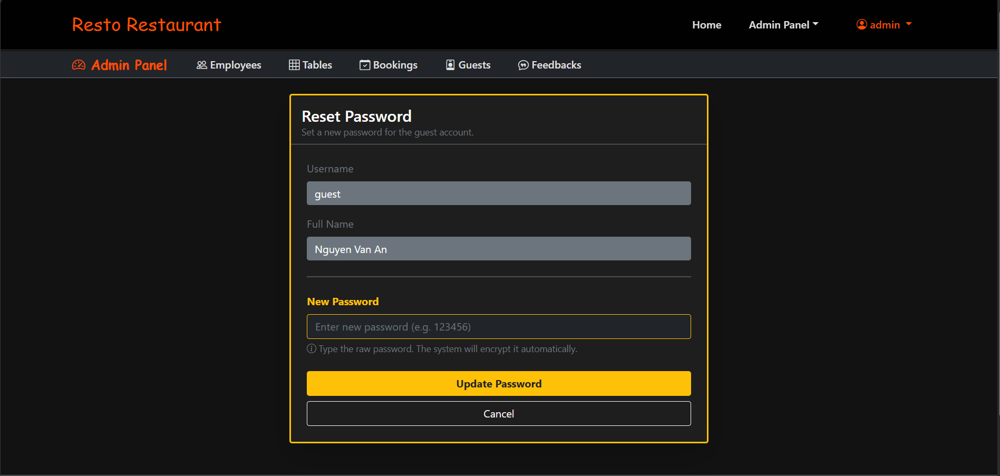 Resto Restaurant
Home
Admin Panel
admin
Admin Panel
Employees
Tables
Bookings
Guests
Feedbacks
Reset Password
Set a new password for the guest account.
Username
guest
Full Name
Nguyen Van An
New Password
Enter new password (e.g. 123456)
Type the raw password. The system will encrypt it automatically.
Update Password
Cancel